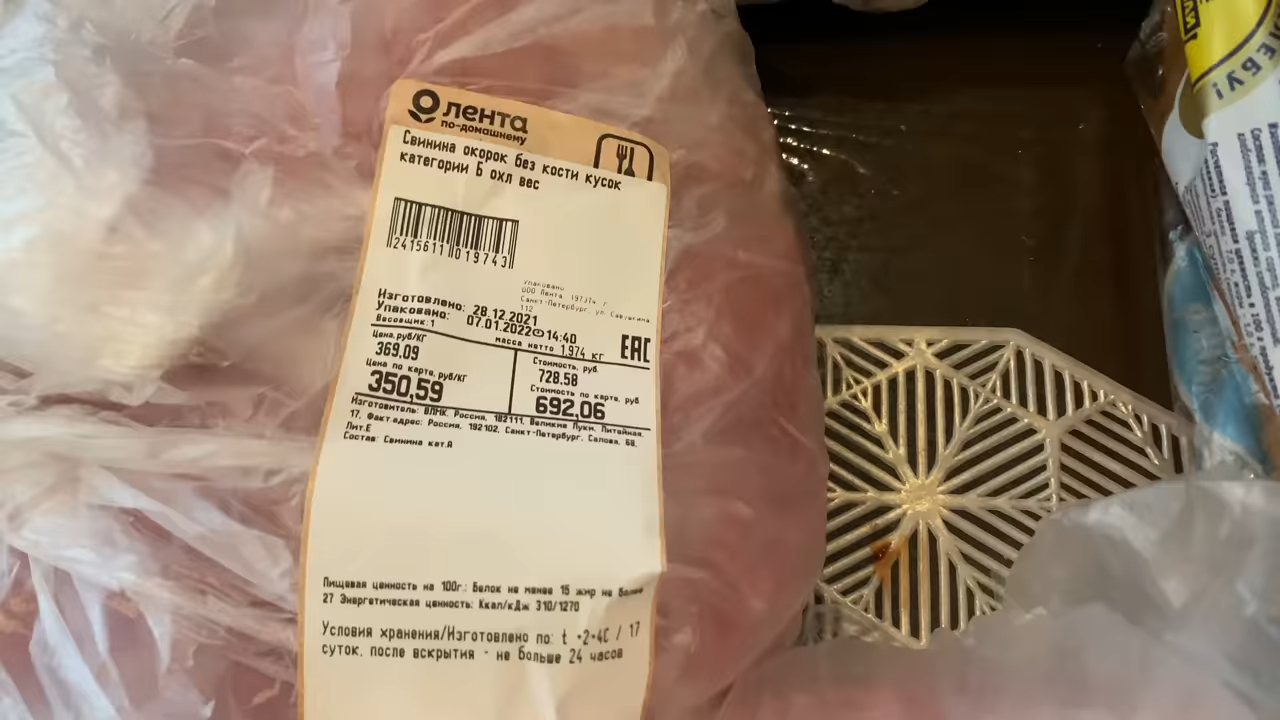 лента
по-домашнему
Свинина окорок без кости кусок
категории Б охл вес
2415611 019743
Упаковано
ООО Лента 197374 г.
Санкт-Петербург, ул. Савушкина
112
Изготовлено: 28.12.2021
Упаковано: 07.01.2022 14:40
Весовщик: 1
масса нетто 1,974 кг
EAC
Цена, руб/КГ
369.09
Стоимость, руб.
728.58
Цена по карте, руб/КГ
350,59
Стоимость по карте, руб.
692,06
Изготовитель: ВЛМК, Россия, 182111, Великие Луки, Литейная,
17, Факт.адрес: Россия, 192102, Санкт-Петербург, Салова, 68,
Лит.Е
Состав: Свинина кат.А
Пищевая ценность на 100г.: Белок не менее 15 жир не более
27 Энергетическая ценность: Ккал/кДж 310/1270
Условия хранения/Изготовлено по: t +2+4C / 17
суток, после вскрытия - не больше 24 часов